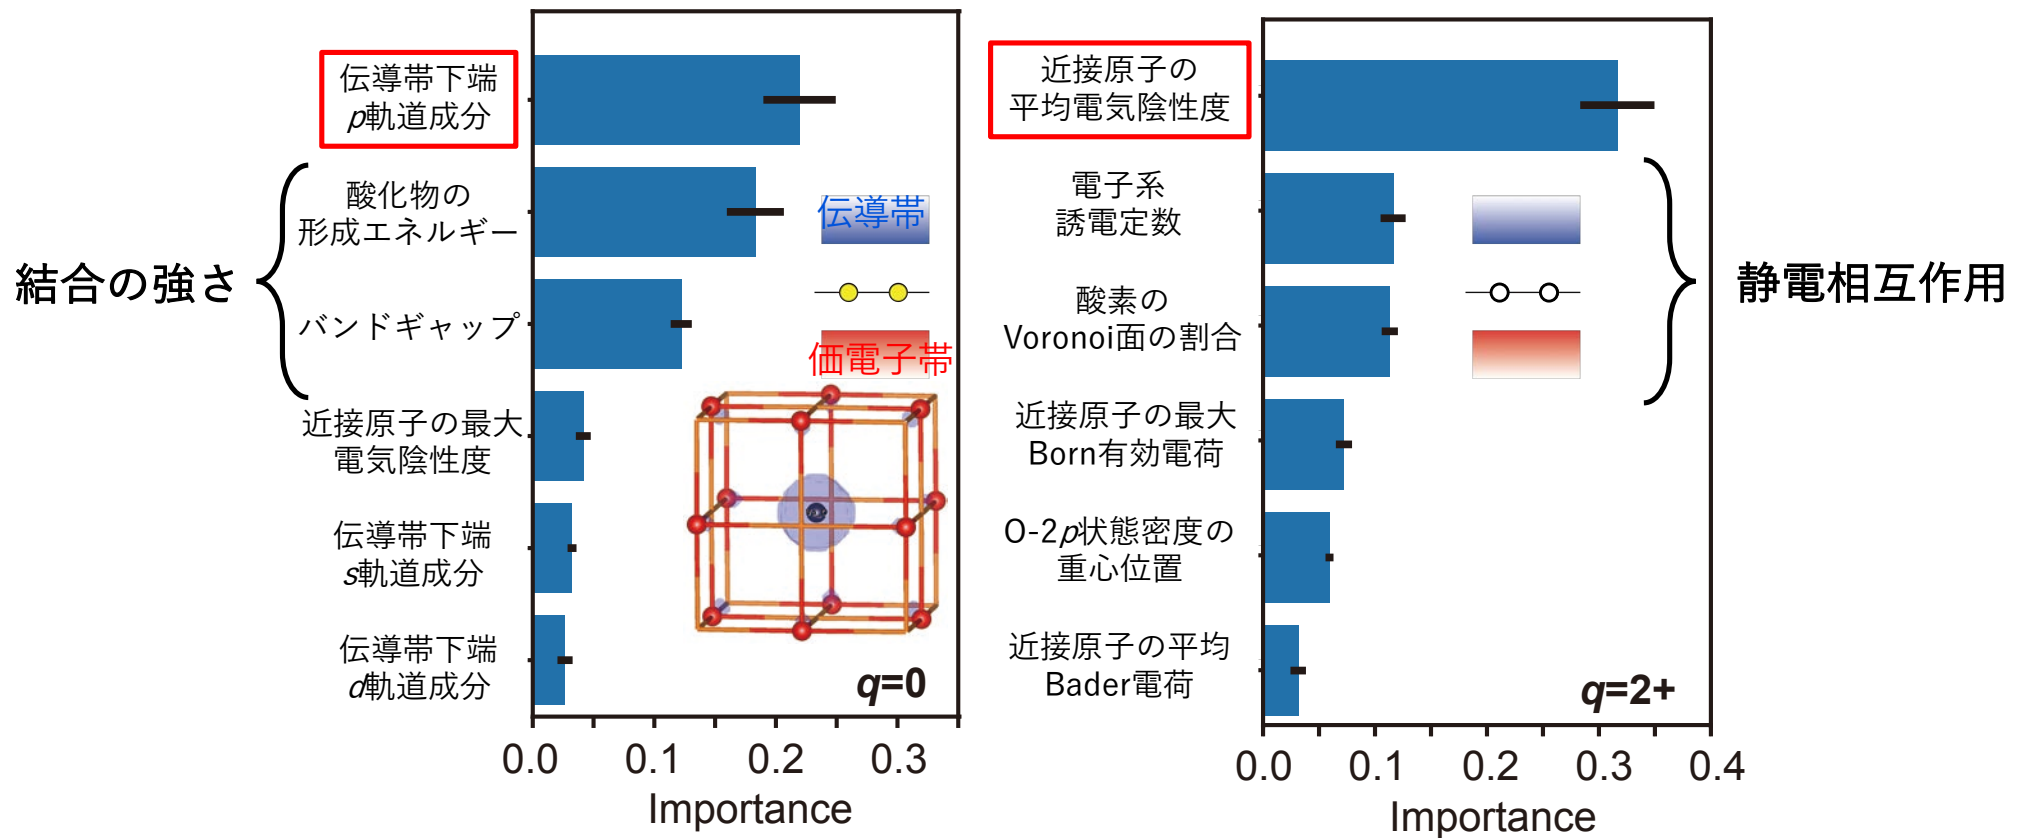 伝導帯下端
p軌道成分
酸化物の
形成エネルギー
バンドギャップ
近接原子の最大
電気陰性度
伝導帯下端
s軌道成分
伝導帯下端
d軌道成分
結合の強さ
伝導帯
価電子帯
q=0
0.0 0.1 0.2 0.3
Importance
近接原子の
平均電気陰性度
電子系
誘電定数
酸素の
Voronoi面の割合
近接原子の最大
Born有効電荷
O-2p状態密度の
重心位置
近接原子の平均
Bader電荷
静電相互作用
q=2+
0.0 0.1 0.2 0.3 0.4
Importance